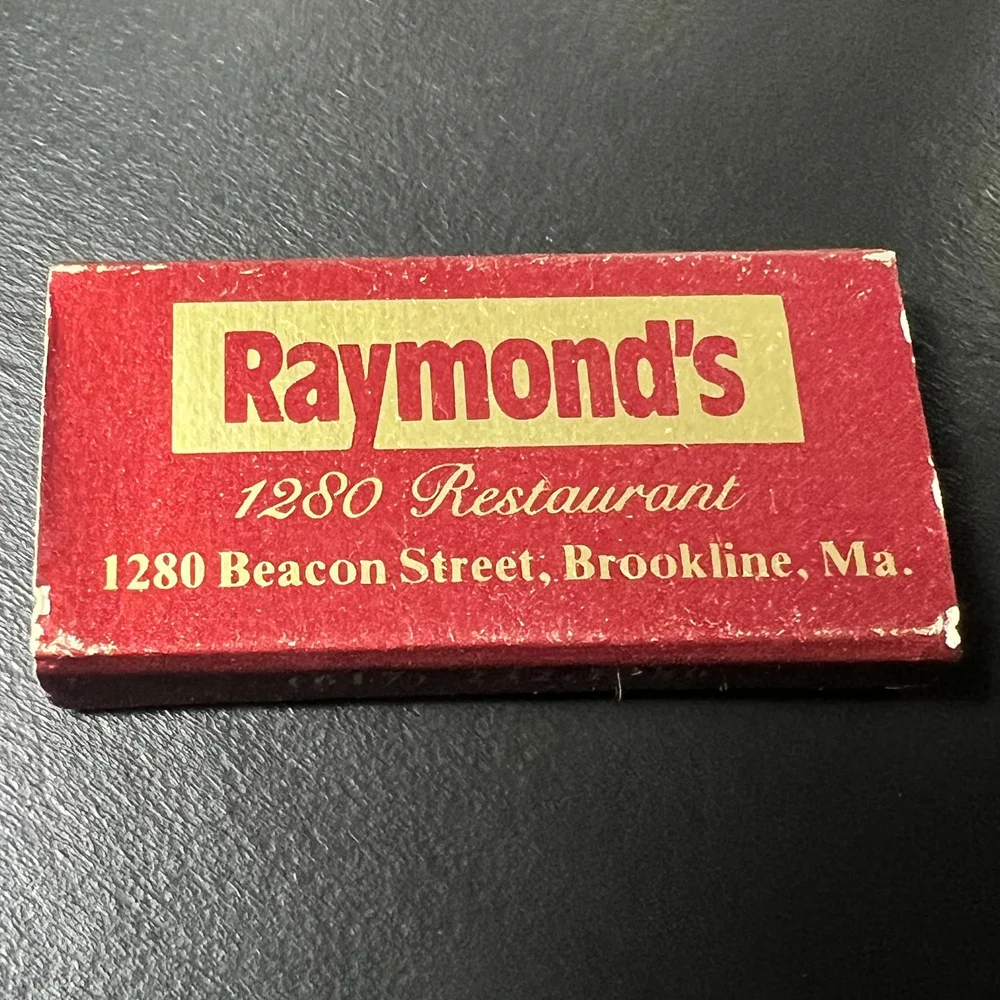 Raymond's
1280 Restaurant
1280 Beacon Street, Brookline, Ma.